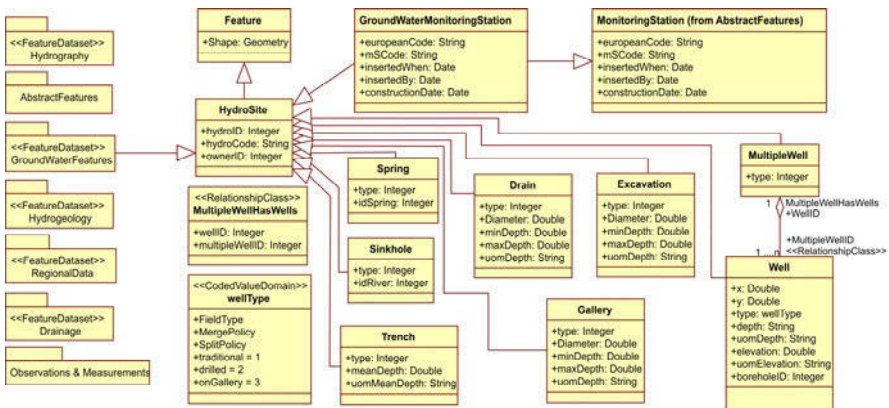 <<FeatureDataset>>
Hydrography
AbstractFeatures
<<FeatureDataset>>
GroundWaterFeatures
<<FeatureDataset>>
Hydrogeology
<<FeatureDataset>>
RegionalData
<<FeatureDataset>>
Drainage
Observations & Measurements
Feature
+Shape: Geometry
HydroSite
+hydroID: Integer
+hydroCode: String
+ownerID: Integer
<<RelationshipClass>>
MultipleWellHasWells
+wellID: Integer
+multipleWellID: Integer
<<CodedValueDomain>>
wellType
+FieldType
+MergePolicy
+SplitPolicy
+traditional = 1
+drilled = 2
+onGallery = 3
GroundWaterMonitoringStation
+europeanCode: String
+mSCode: String
+insertedWhen: Date
+insertedBy: Date
+constructionDate: Date
MonitoringStation (from AbstractFeatures)
+europeanCode: String
+mSCode: String
+insertedWhen: Date
+insertedBy: Date
+constructionDate: Date
Spring
+type: Integer
+idSpring: Integer
Sinkhole
+type: Integer
+idRiver: Integer
Trench
+type: Integer
+meanDepth: Double
+uomMeanDepth: String
Drain
+type: Integer
+Diameter: Double
+minDepth: Double
+maxDepth: Double
+uomDepth: String
Excavation
+type: Integer
+Diameter: Double
+minDepth: Double
+maxDepth: Double
+uomDepth: String
Gallery
+type: Integer
+Diameter: Double
+minDepth: Double
+maxDepth: Double
+uomDepth: String
MultipleWell
+type: Integer
1
MultipleWellHasWells
+WellID
+MultipleWellID
1 ....n
<<RelationshipClass>>
Well
+x: Double
+y: Double
+type: wellType
+depth: String
+uomDepth: String
+elevation: Double
+uomElevation: String
+boreholeID: Integer